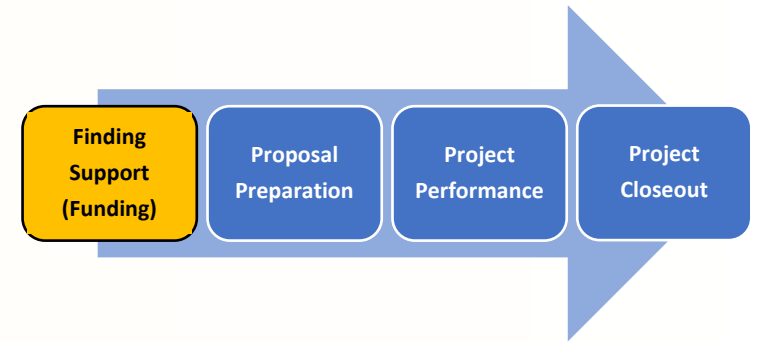 Finding
Support
(Funding)
Proposal
Preparation
Project
Performance
Project
Closeout